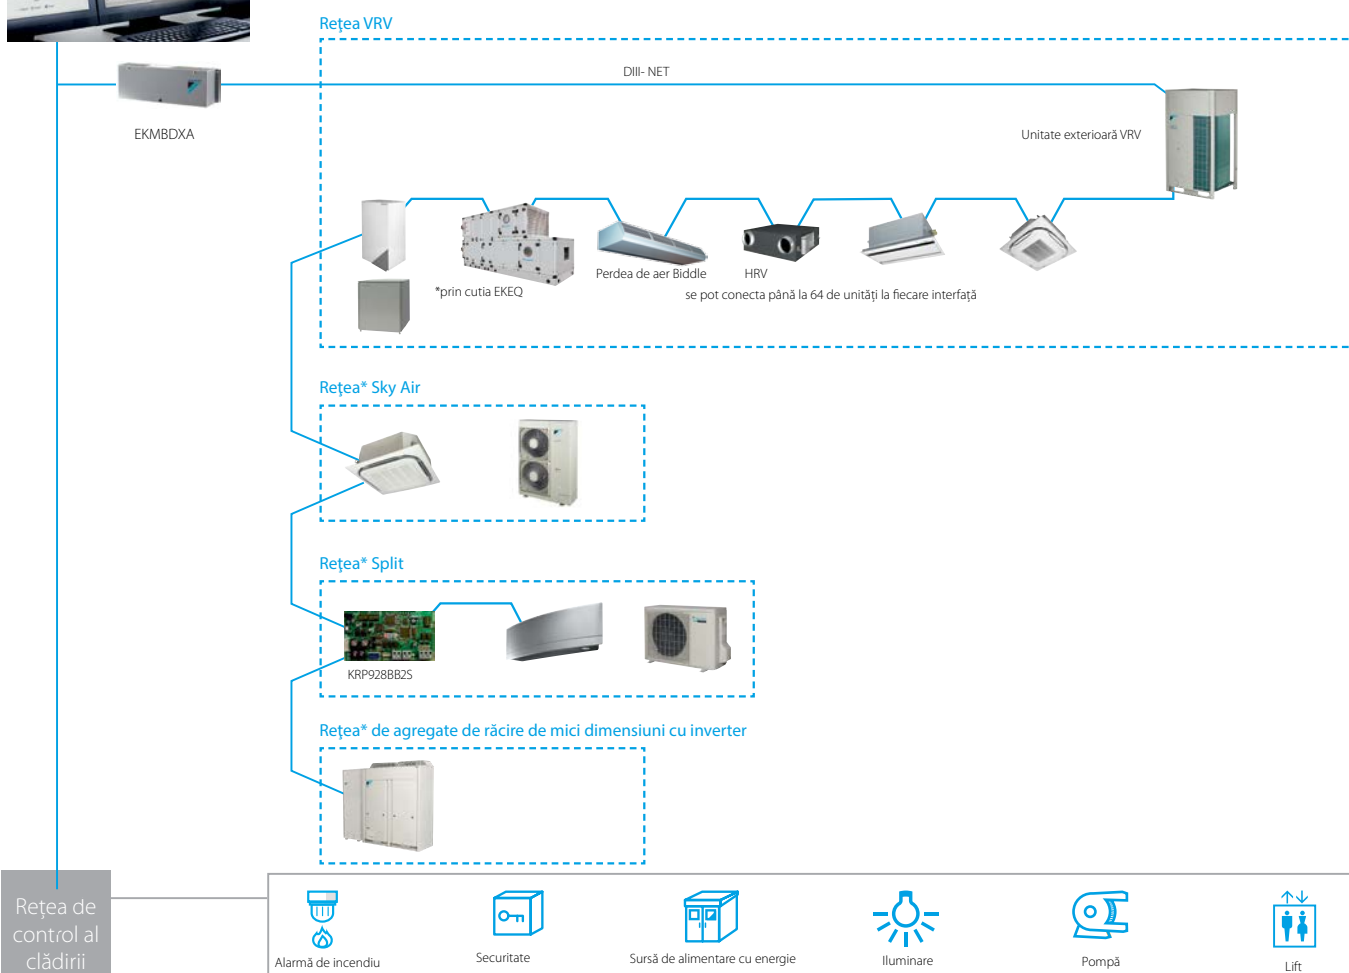 Rețea VRV
DIII- NET
EKMBDXA
Unitate exterioară VRV
Perdea de aer Biddle
HRV
*prin cutia EKEQ
se pot conecta până la 64 de unități la fiecare interfață
Rețea* Sky Air
Rețea* Split
KRP928BB2S
Rețea* de agregate de răcire de mici dimensiuni cu inverter
Rețea de
control al
clădirii
Alarmă de incendiu
Securitate
Sursă de alimentare cu energie
Iluminare
Pompă
Lift